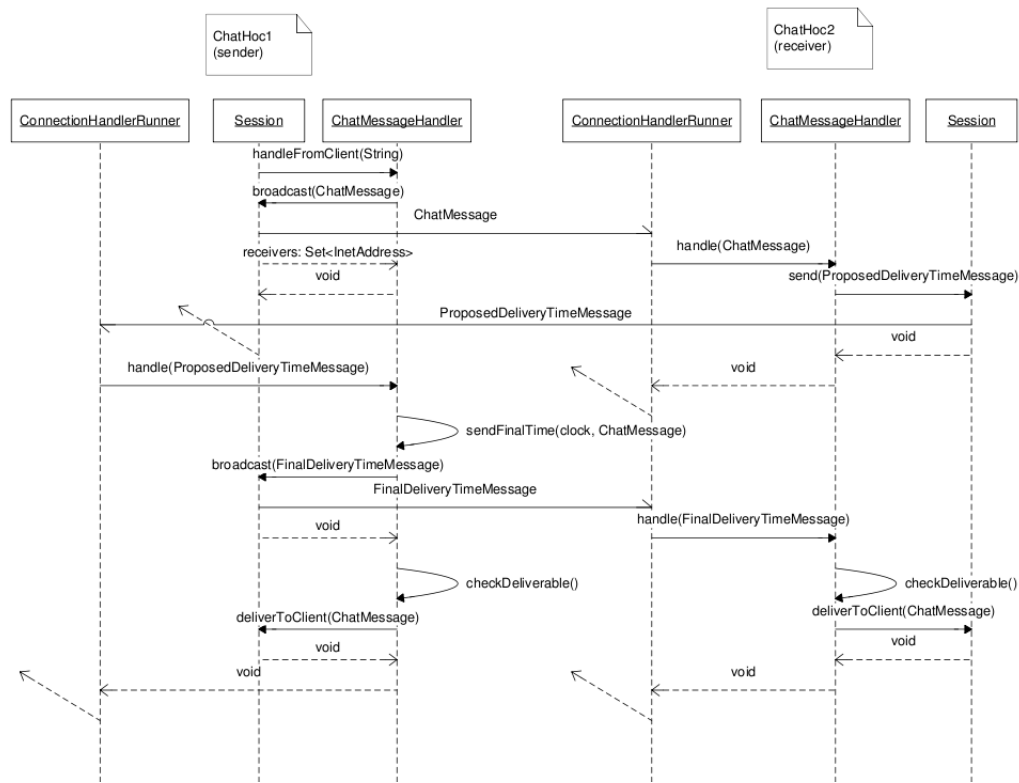 ChatHoc1
(sender)
ChatHoc2
(receiver)
ConnectionHandlerRunner
Session
ChatMessageHandler
ConnectionHandlerRunner
ChatMessageHandler
Session
handleFromClient(String)
broadcast(ChatMessage)
ChatMessage
receivers: Set<InetAddress>
handle(ChatMessage)
void
send(ProposedDeliveryTimeMessage)
ProposedDeliveryTimeMessage
void
handle(ProposedDeliveryTimeMessage)
void
sendFinalTime(clock, ChatMessage)
broadcast(FinalDeliveryTimeMessage)
FinalDeliveryTimeMessage
void
handle(FinalDeliveryTimeMessage)
checkDeliverable()
checkDeliverable()
deliverToClient(ChatMessage)
deliverToClient(ChatMessage)
void
void
void
void